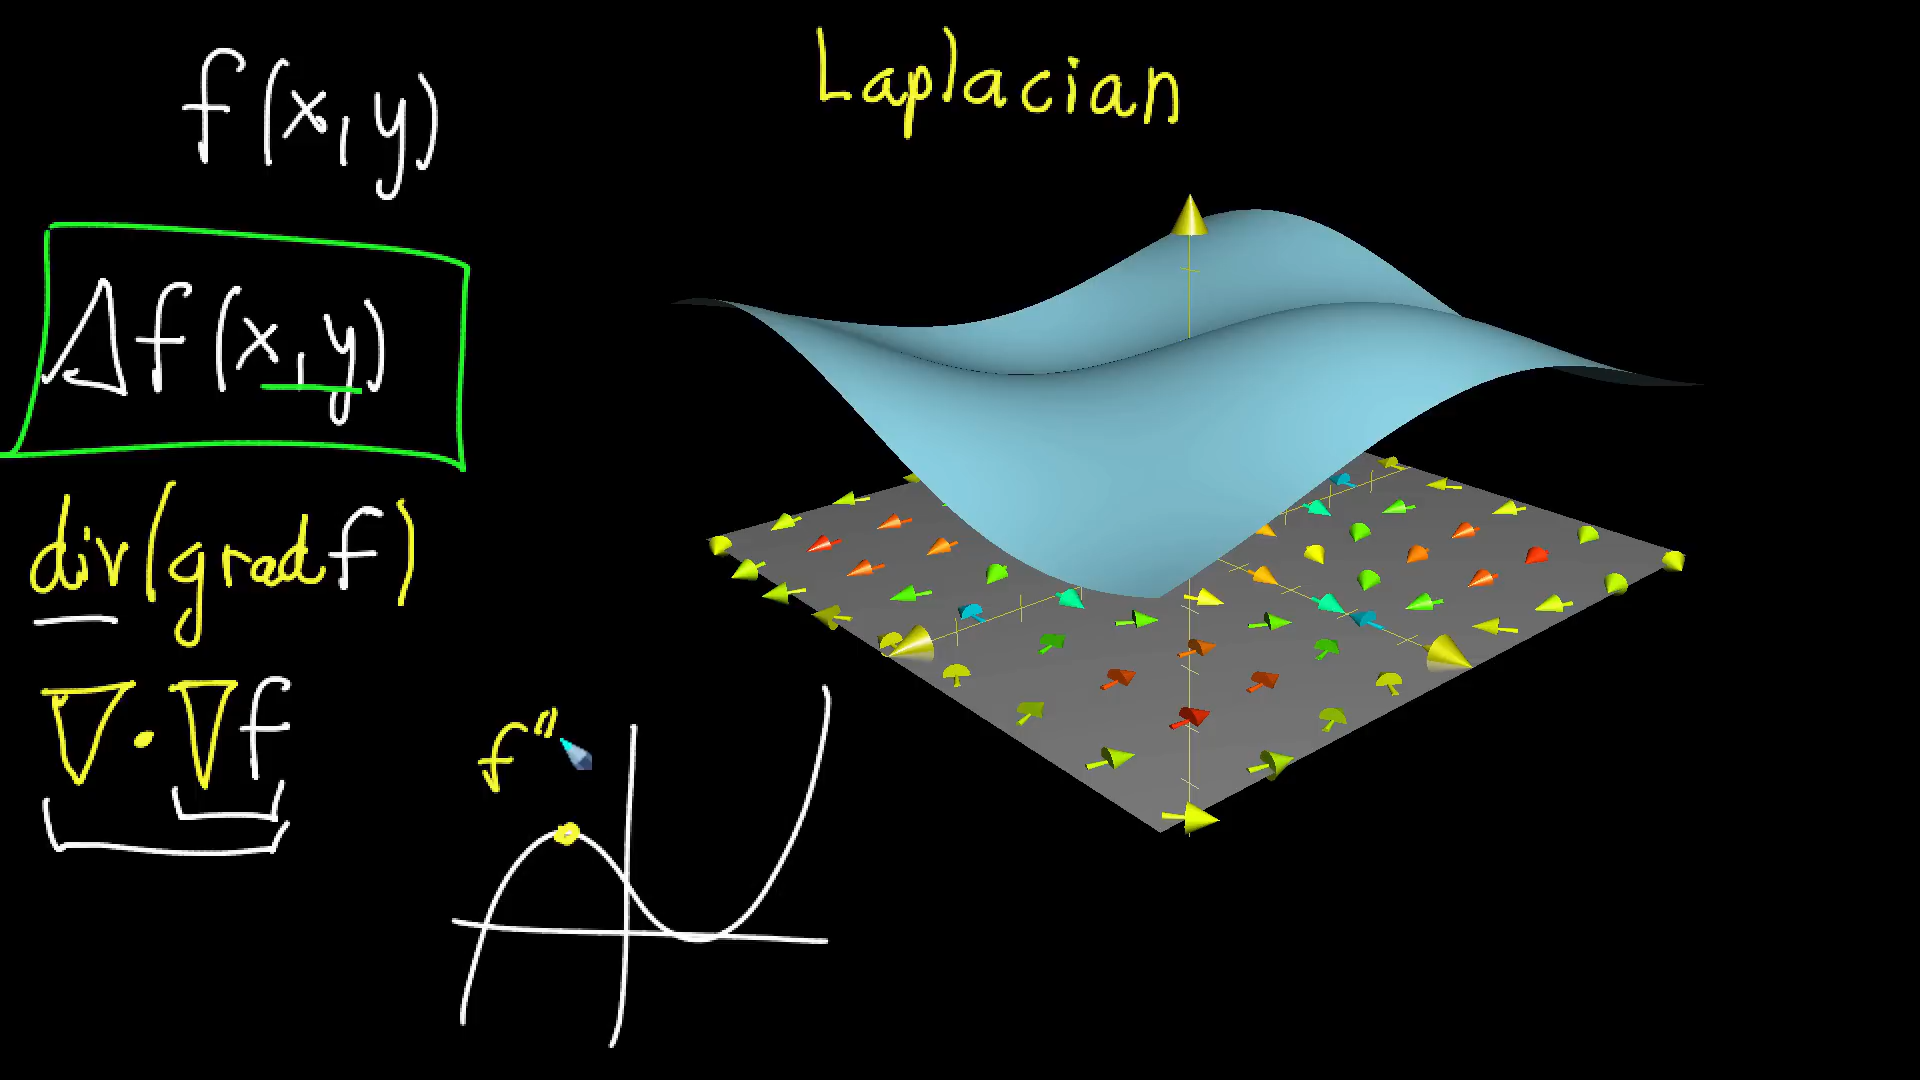 f(x,y)
Laplacian
Δf(x,y)
div(grad f)
∇·∇f
f''